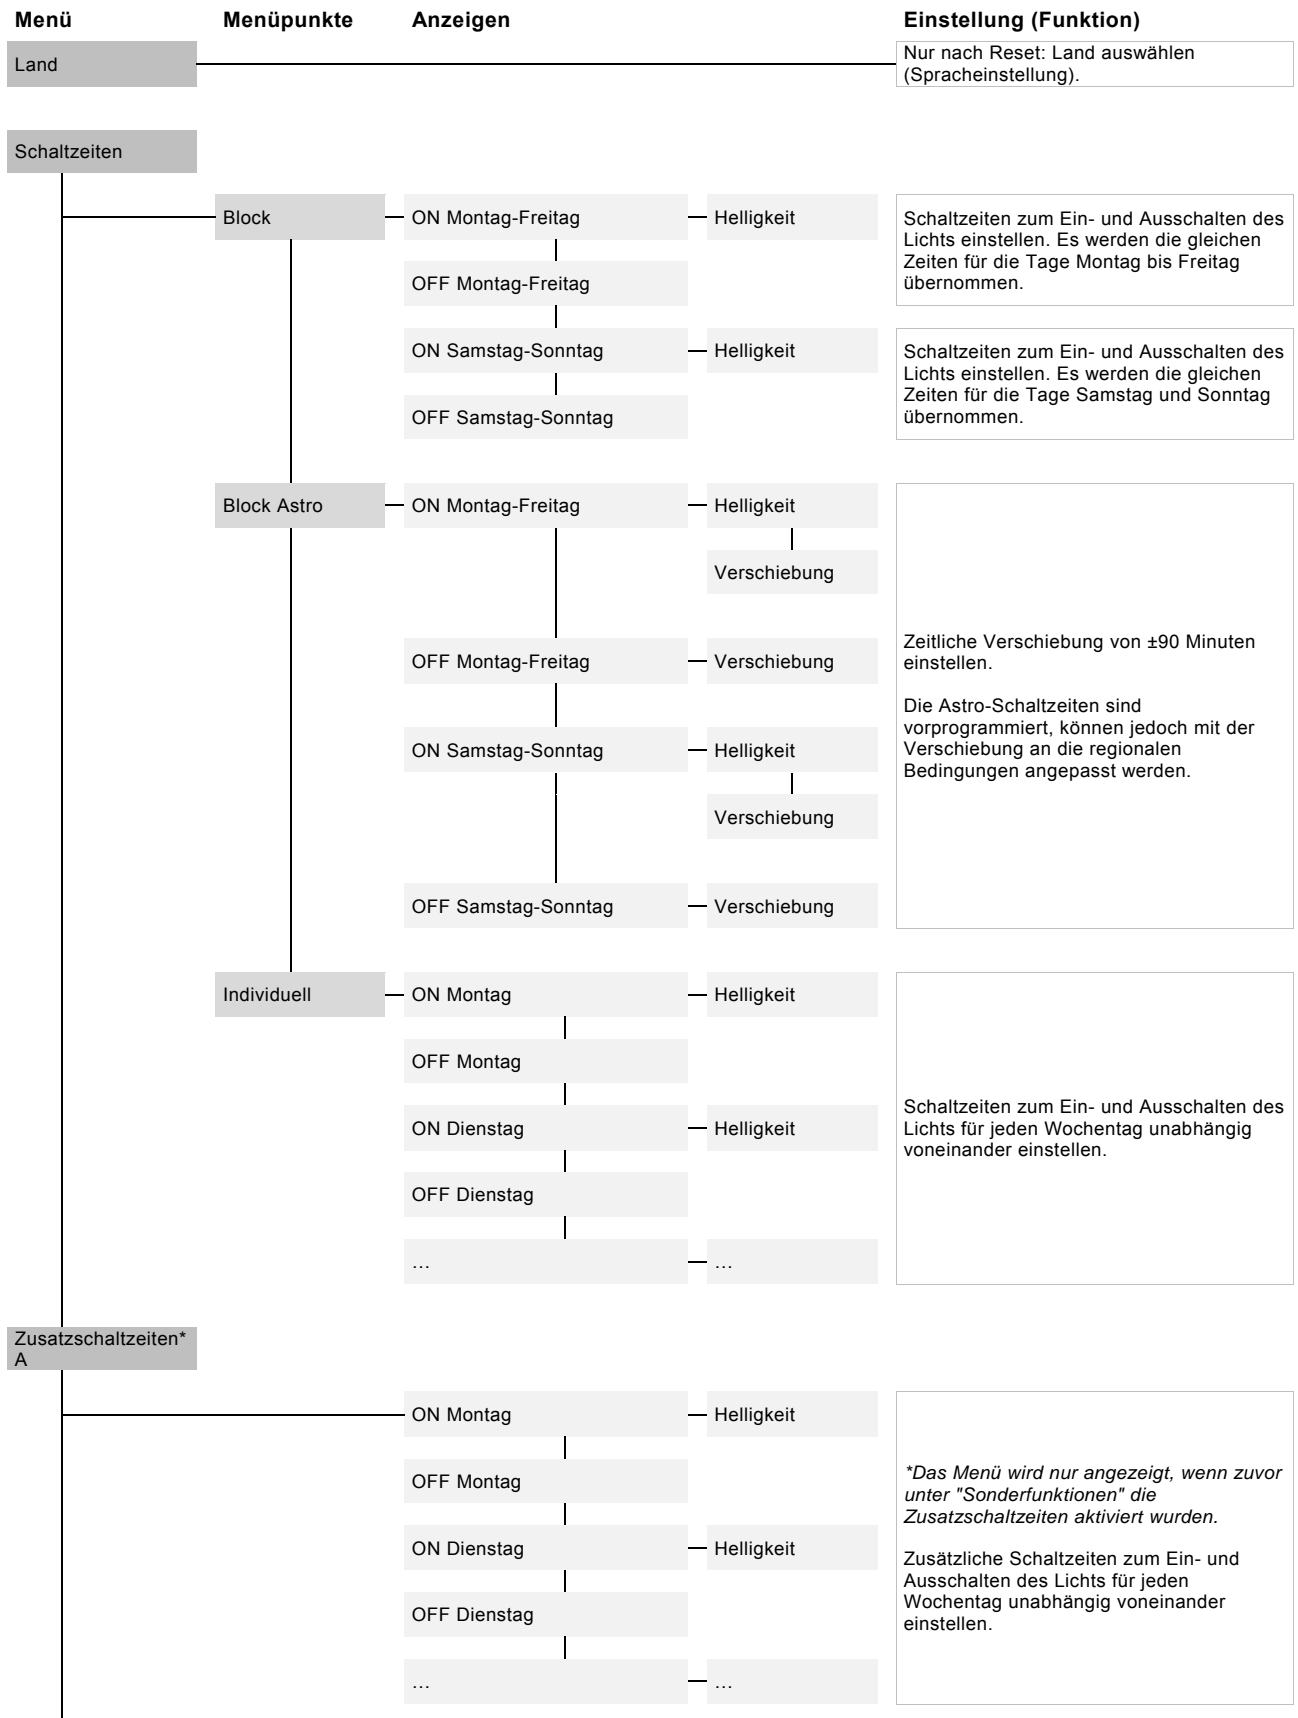 Menü Menüpunkte Anzeigen Einstellung (Funktion)
Land
Nur nach Reset: Land auswählen
(Spracheinstellung).
Schaltzeiten
Block
ON Montag-Freitag
Helligkeit
OFF Montag-Freitag
Schaltzeiten zum Ein- und Ausschalten des
Lichts einstellen. Es werden die gleichen
Zeiten für die Tage Montag bis Freitag
übernommen.
ON Samstag-Sonntag
Helligkeit
OFF Samstag-Sonntag
Schaltzeiten zum Ein- und Ausschalten des
Lichts einstellen. Es werden die gleichen
Zeiten für die Tage Samstag und Sonntag
übernommen.
Block Astro
ON Montag-Freitag
Helligkeit
Verschiebung
OFF Montag-Freitag
Verschiebung
ON Samstag-Sonntag
Helligkeit
Verschiebung
OFF Samstag-Sonntag
Verschiebung
Zeitliche Verschiebung von ±90 Minuten
einstellen.
Die Astro-Schaltzeiten sind
vorprogrammiert, können jedoch mit der
Verschiebung an die regionalen
Bedingungen angepasst werden.
Individuell
ON Montag
Helligkeit
OFF Montag
ON Dienstag
Helligkeit
OFF Dienstag
…
…
Schaltzeiten zum Ein- und Ausschalten des
Lichts für jeden Wochentag unabhängig
voneinander einstellen.
Zusatzschaltzeiten*
A
ON Montag
Helligkeit
OFF Montag
ON Dienstag
Helligkeit
OFF Dienstag
…
…
*Das Menü wird nur angezeigt, wenn zuvor
unter "Sonderfunktionen" die
Zusatzschaltzeiten aktiviert wurden.
Zusätzliche Schaltzeiten zum Ein- und
Ausschalten des Lichts für jeden
Wochentag unabhängig voneinander
einstellen.